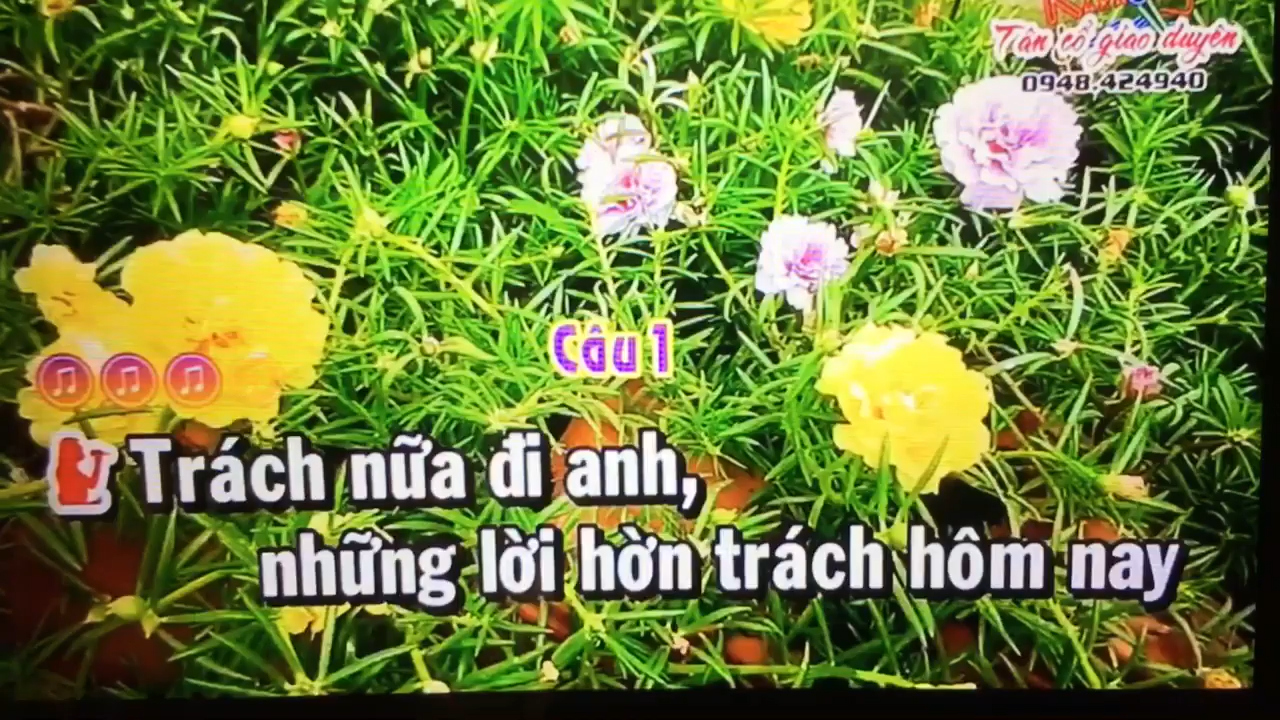 Tân cổ giao duyên
0948.424940
Câu 1
Trách nữa đi anh,
những lời hờn trách hôm nay